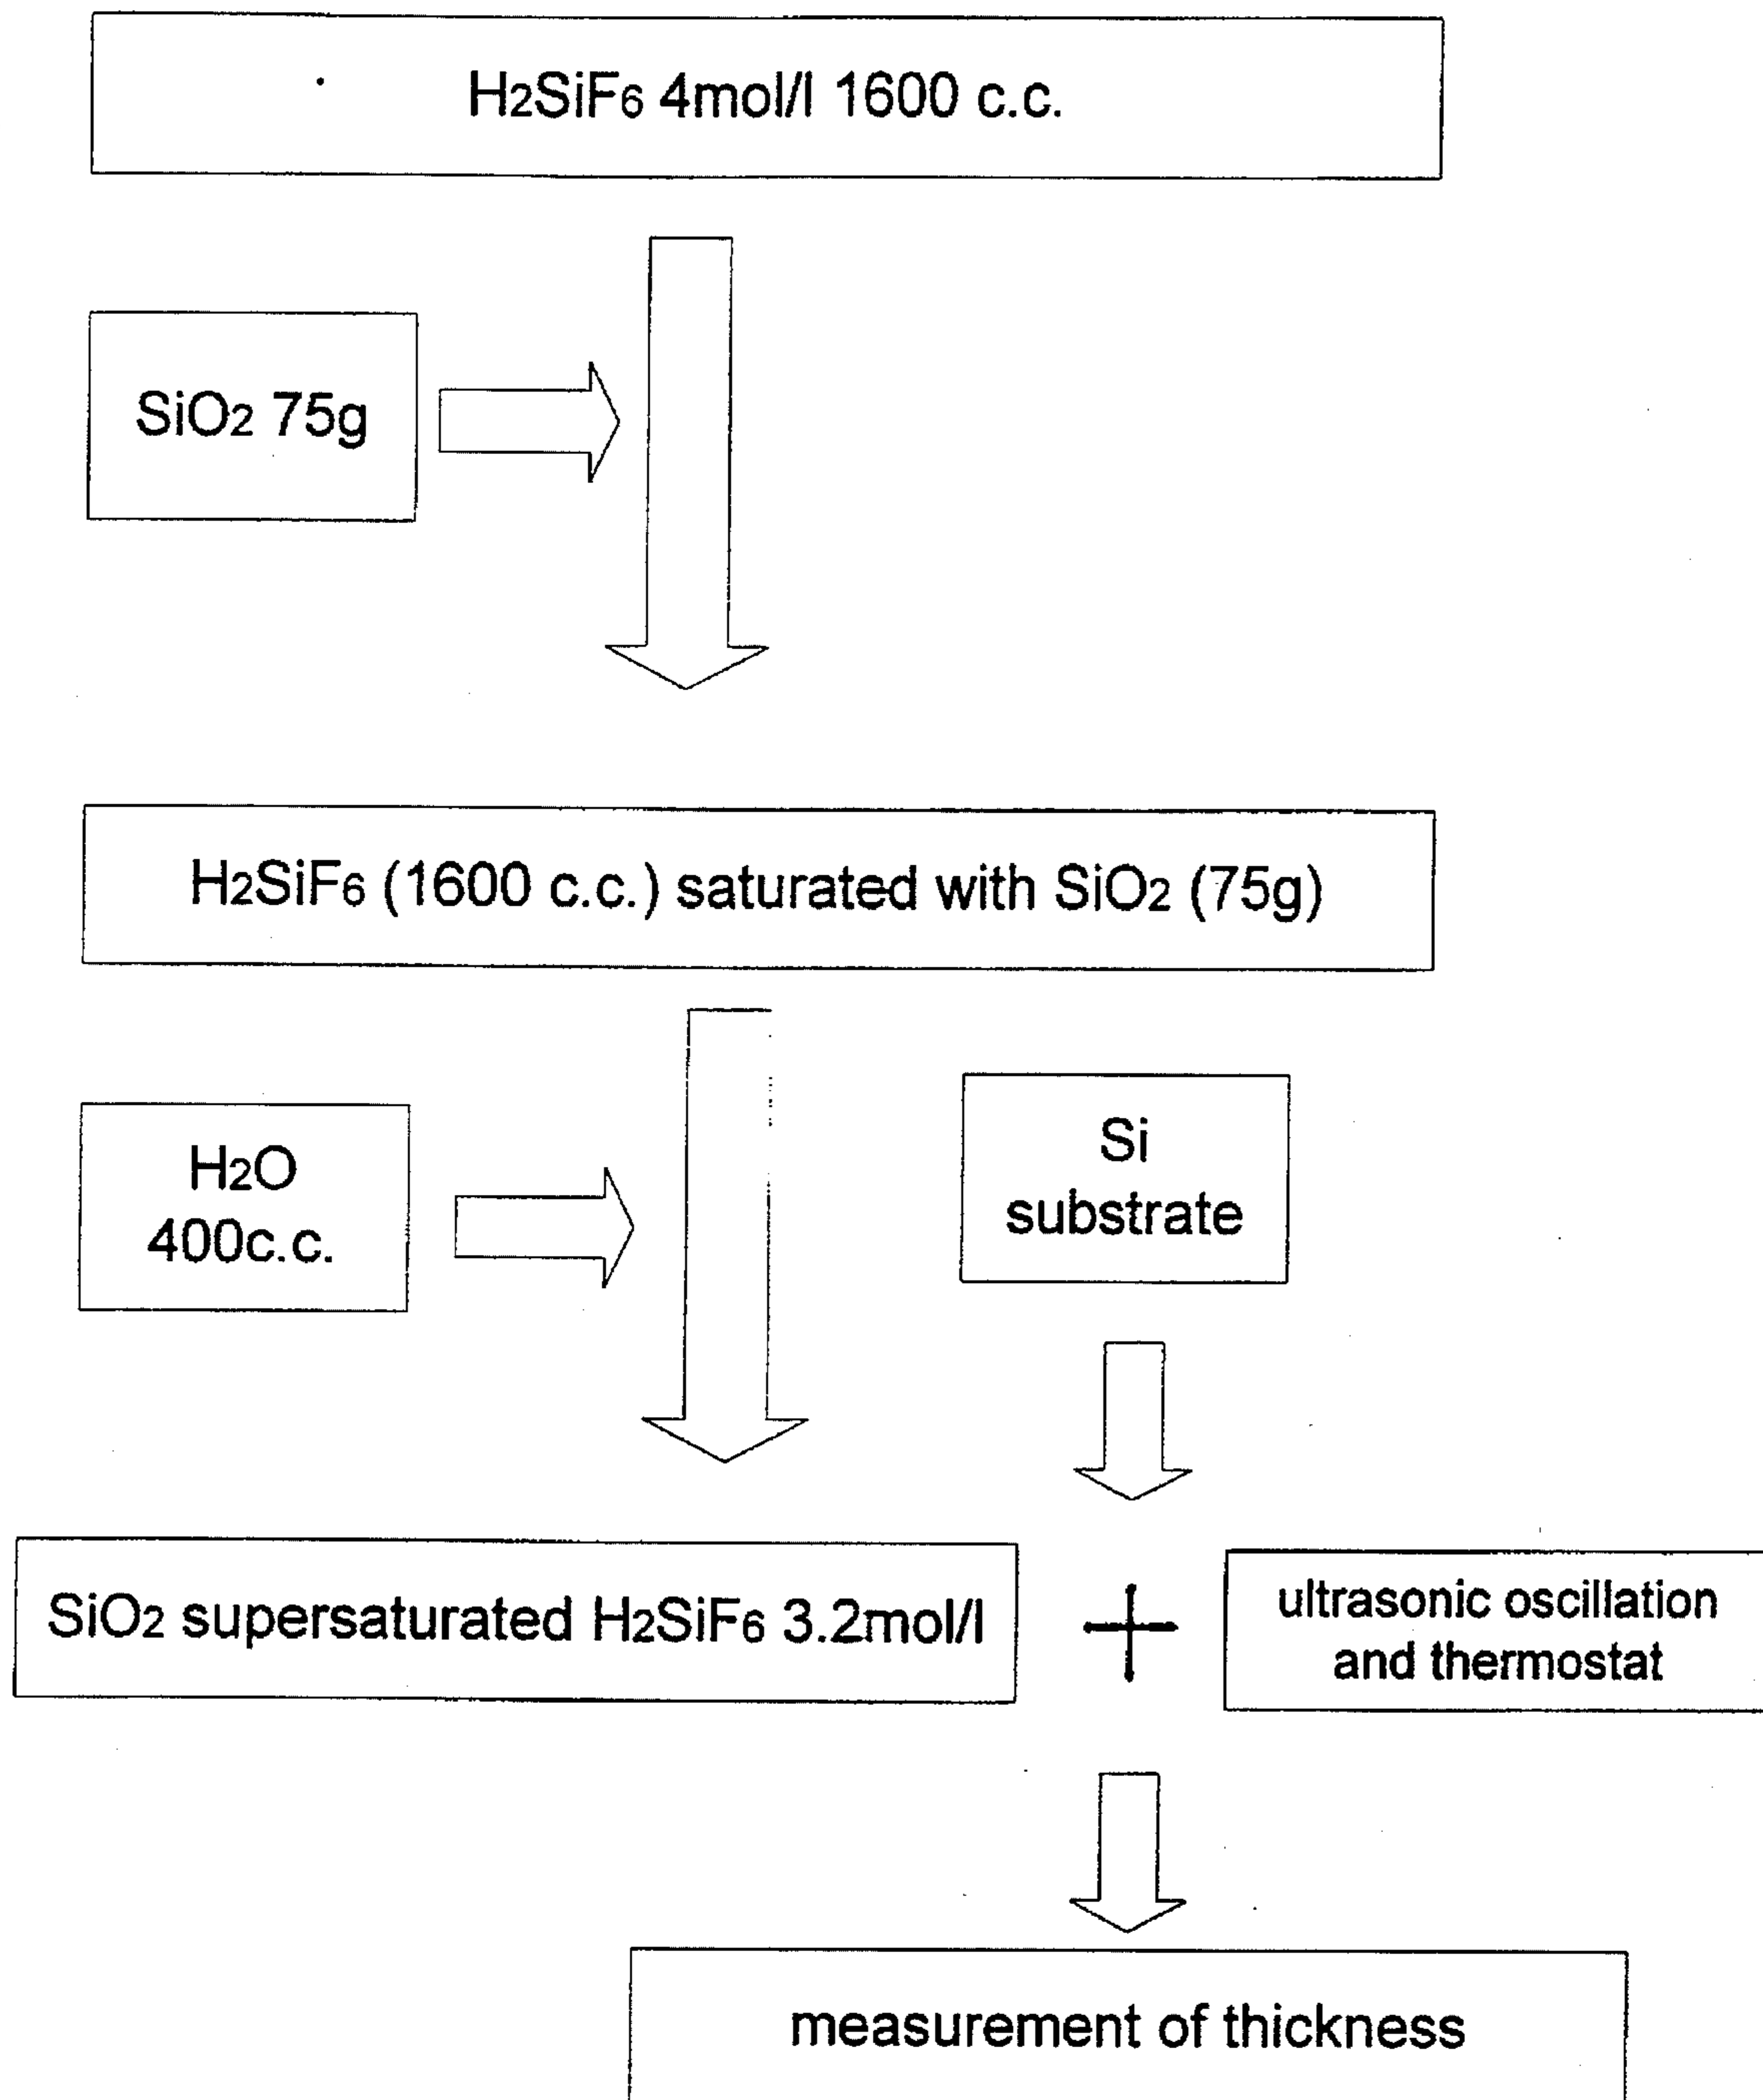 H₂SiF₆ 4mol/l 1600 c.c.
SiO₂ 75g
H₂SiF₆ (1600 c.c.) saturated with SiO₂ (75g)
H₂O
400c.c.
Si
substrate
SiO₂ supersaturated H₂SiF₆ 3.2mol/l
+
ultrasonic oscillation
and thermostat
measurement of thickness